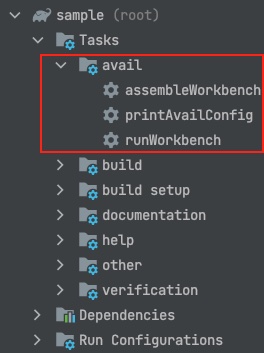 sample (root)
Tasks
avail
assembleWorkbench
printAvailConfig
runWorkbench
build
build setup
documentation
help
other
verification
Dependencies
Run Configurations